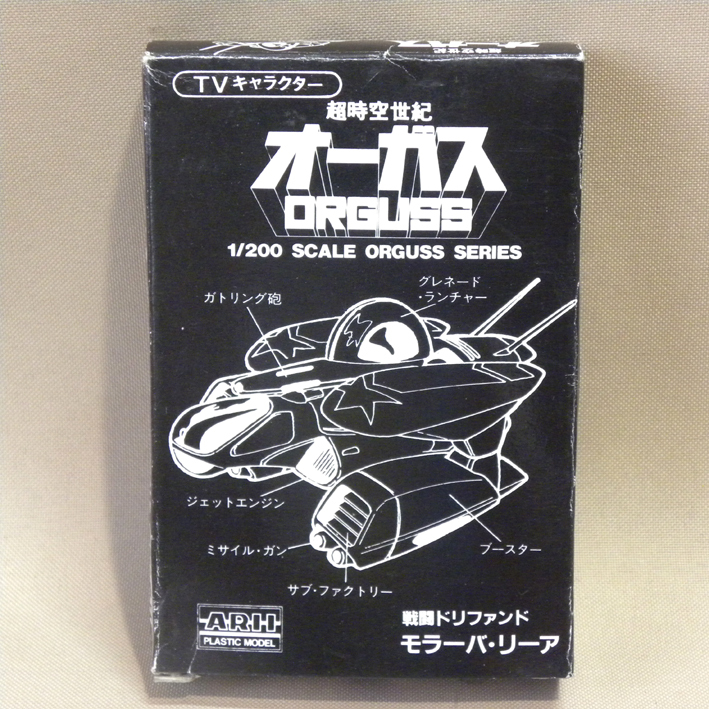 TVキャラクター
超時空世紀
オーガス
ORGUSS
1/200 SCALE ORGUSS SERIES
グレネード
・ランチャー
ガトリング砲
ジェットエンジン
ミサイル・ガン
ブースター
サブ・ファクトリー
ARII
PLASTIC MODEL
戦闘ドリファンド
モラーバ・リーア